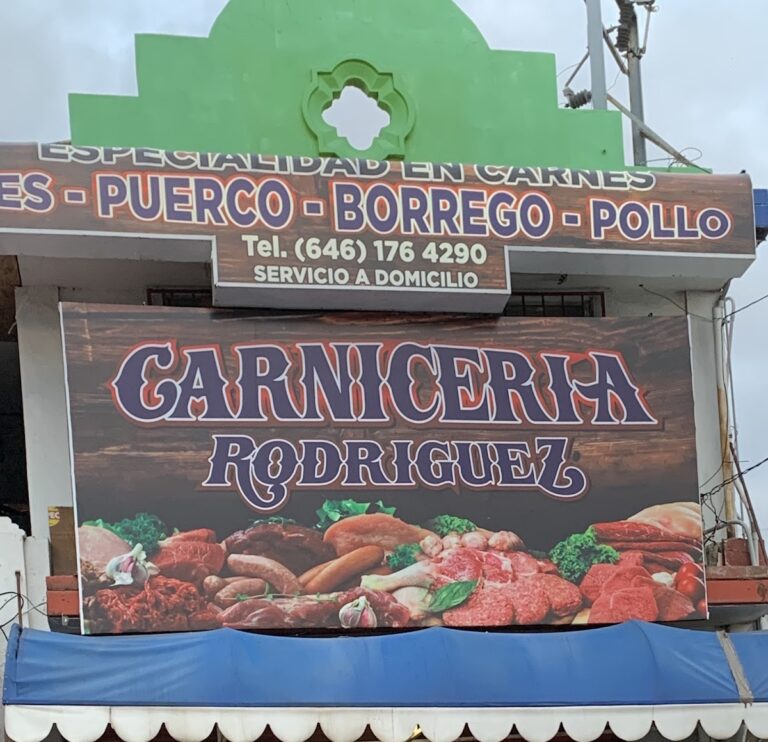 ESPECIALIDAD EN CARNES
ES - PUERCO - BORREGO - POLLO
Tel. (646) 176 4290
SERVICIO A DOMICILIO
CARNICERIA
RODRIGUEZ